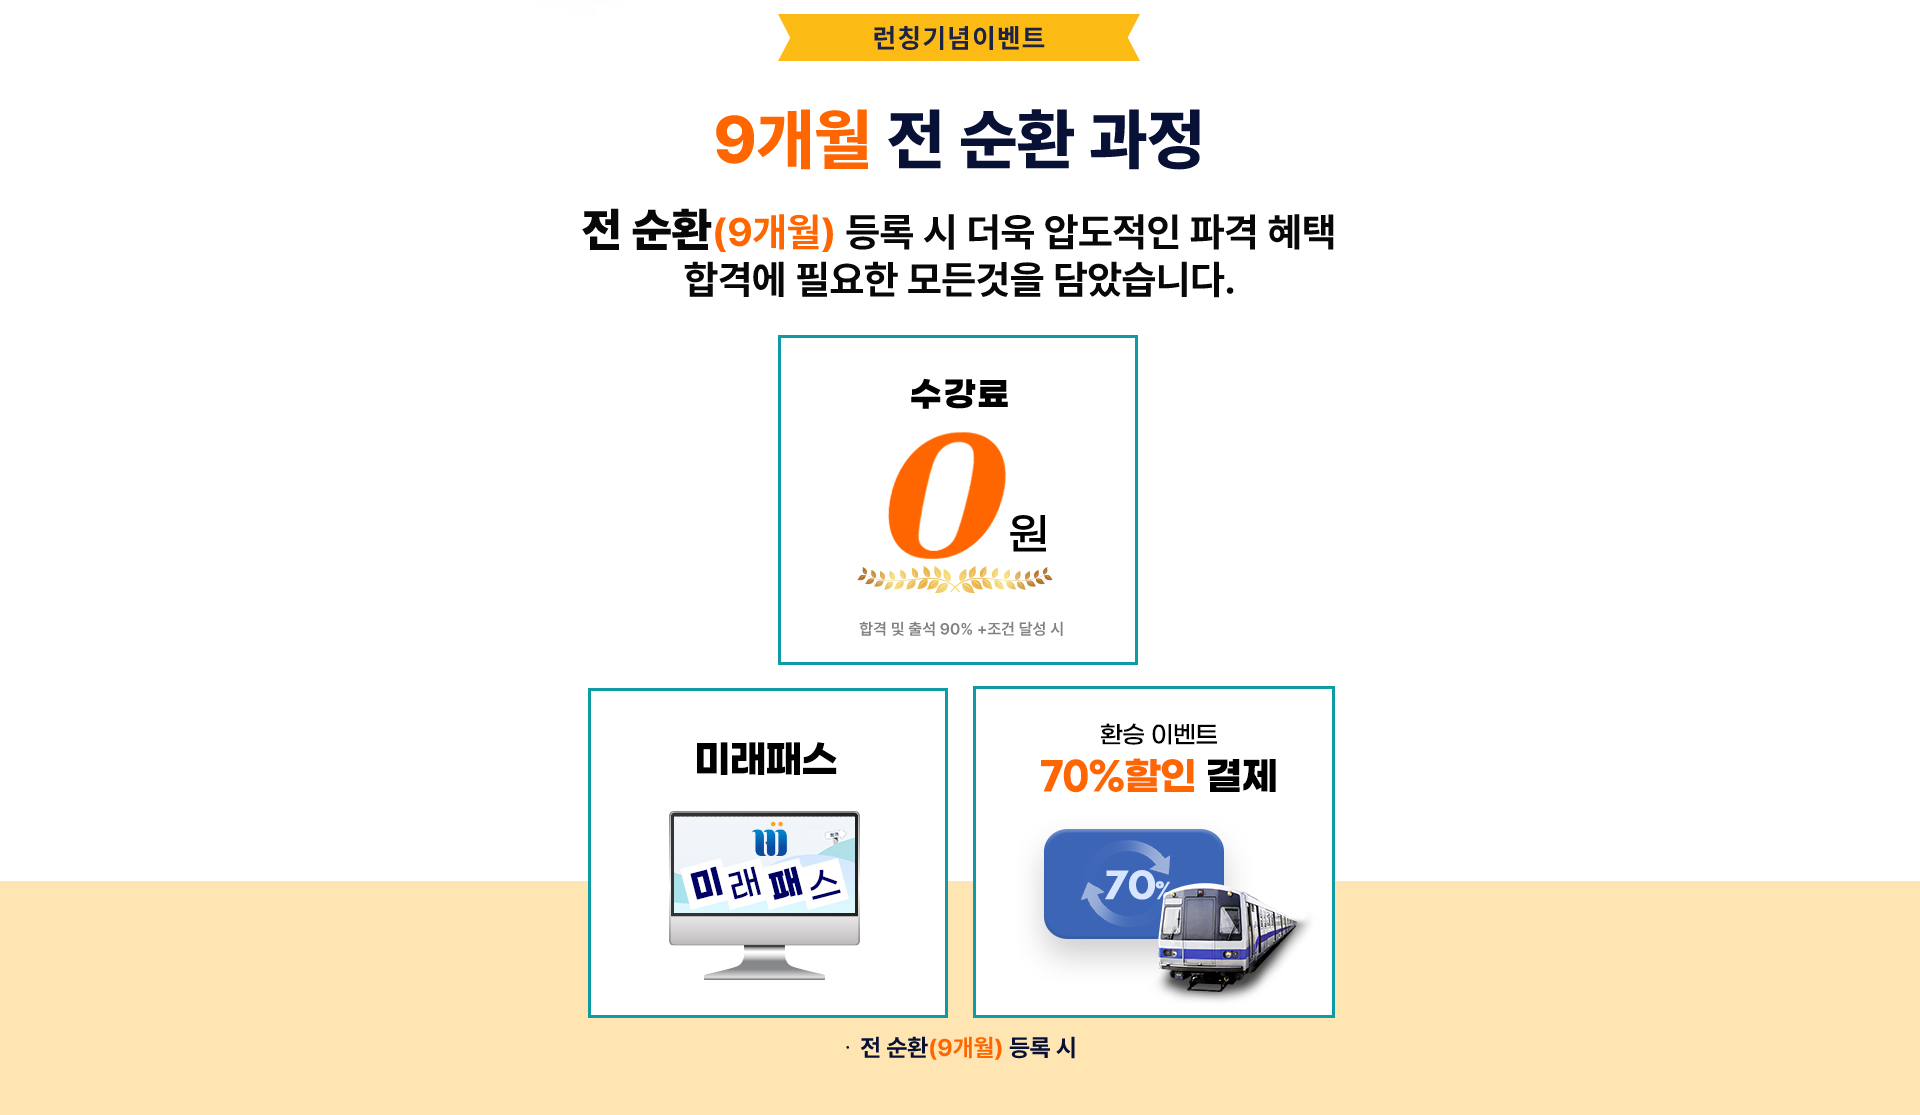 런칭기념이벤트
9개월 전 순환 과정
전 순환(9개월) 등록 시 더욱 압도적인 파격 혜택
합격에 필요한 모든것을 담았습니다.
수강료
0원
합격 및 출석 90% +조건 달성 시
미래패스
미래패스
환승 이벤트
70%할인 결제
70%
· 전 순환(9개월) 등록 시